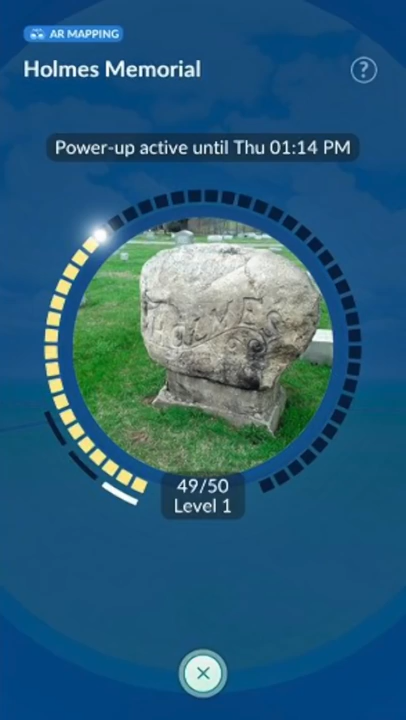 AR MAPPING
Holmes Memorial
?
Power-up active until Thu 01:14 PM
HOLMES
49/50
Level 1